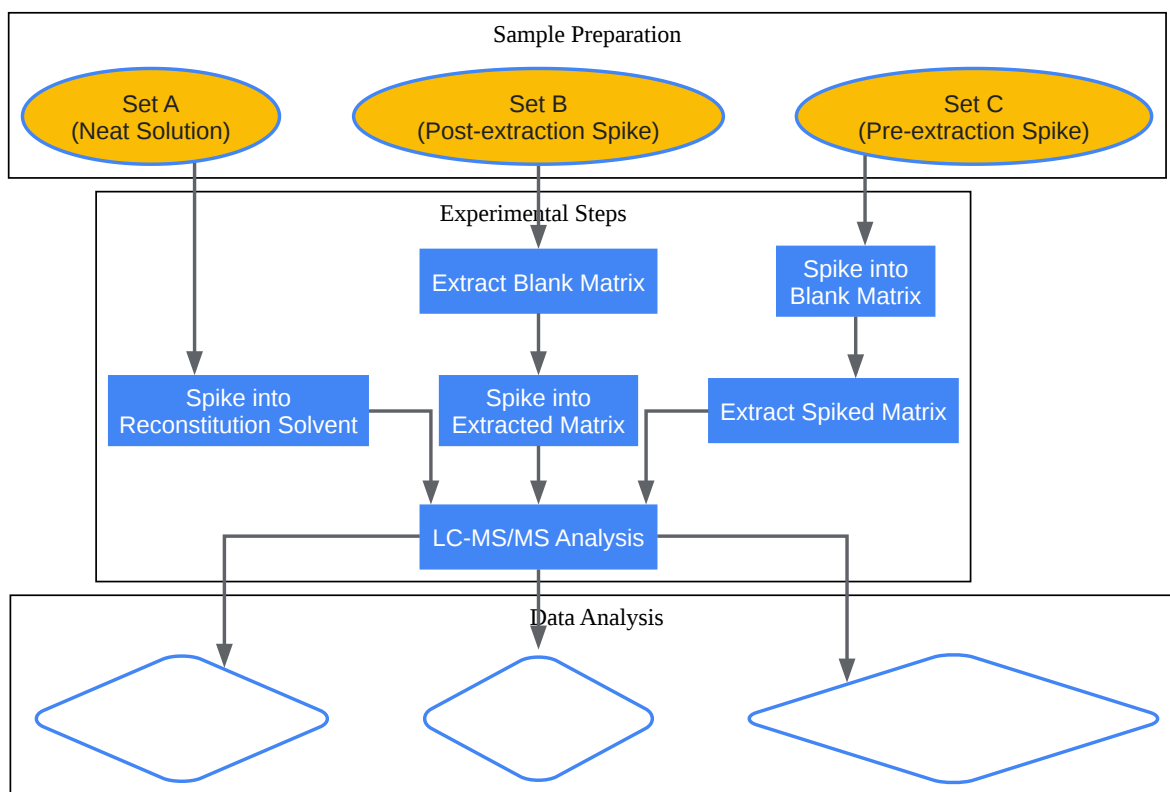 Sample Preparation
Set A
(Neat Solution)
Set B
(Post-extraction Spike)
Set C
(Pre-extraction Spike)
Experimental Steps
Extract Blank Matrix
Spike into
Blank Matrix
Spike into
Reconstitution Solvent
Spike into
Extracted Matrix
Extract Spiked Matrix
LC-MS/MS Analysis
Data Analysis